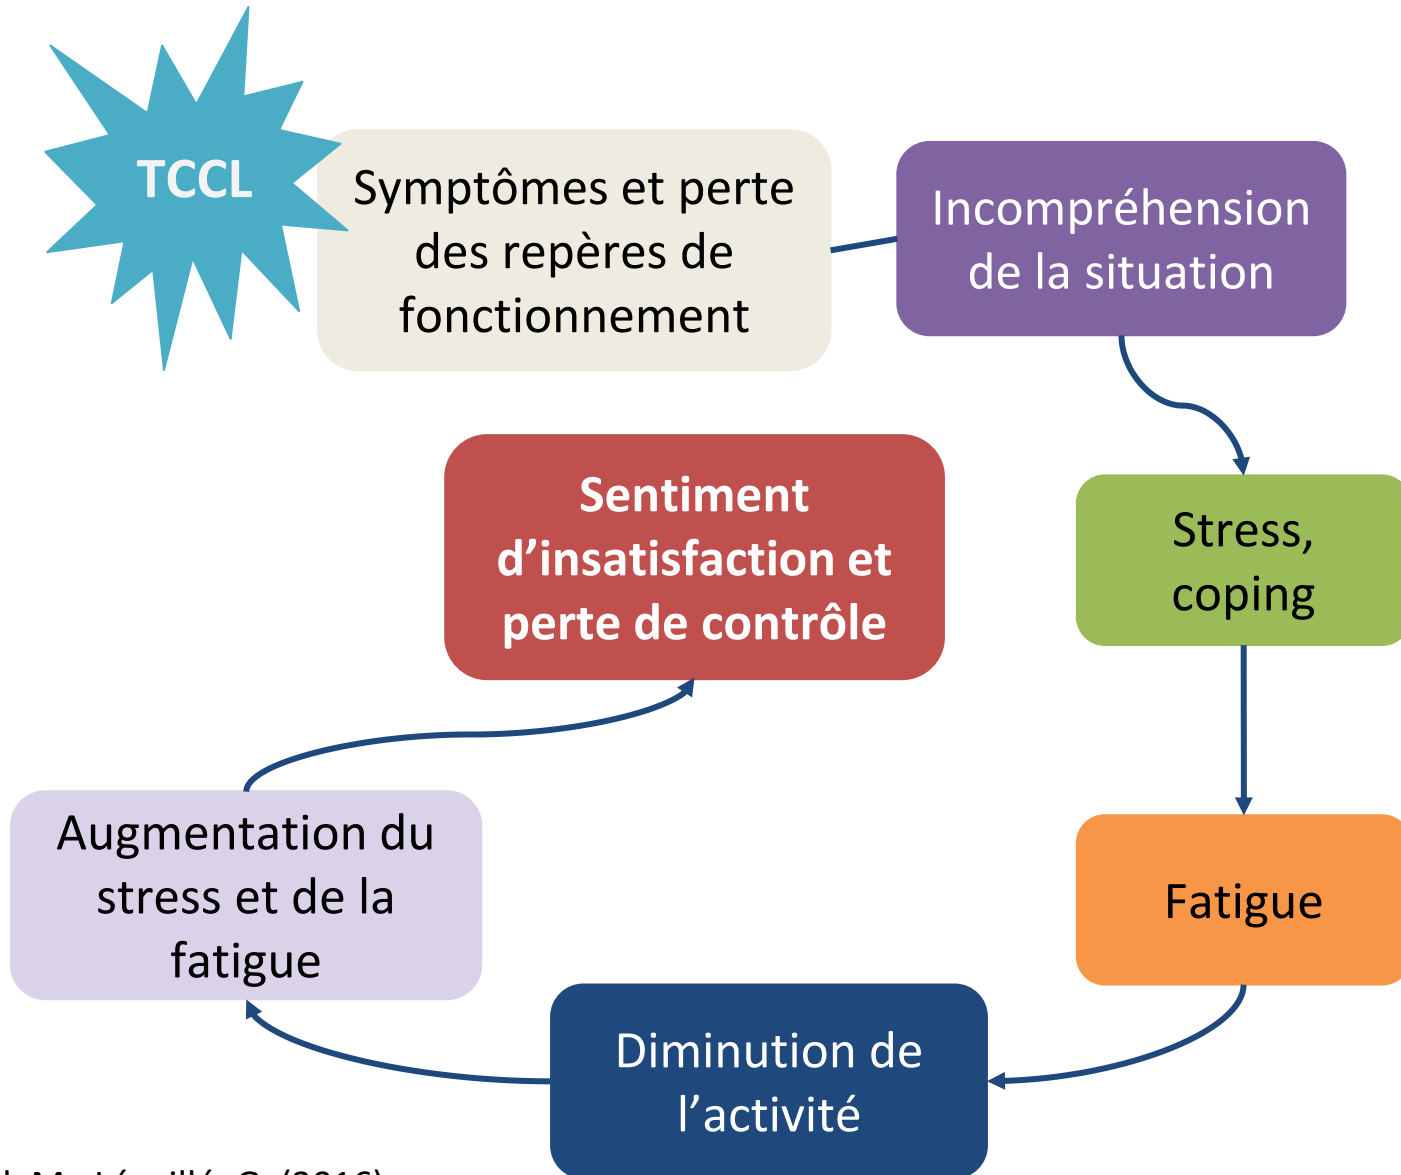 TCCL
Symptômes et perte
des repères de
fonctionnement
Incompréhension
de la situation
Stress,
coping
Fatigue
Diminution de
l’activité
Augmentation du
stress et de la
fatigue
Sentiment
d’insatisfaction et
perte de contrôle